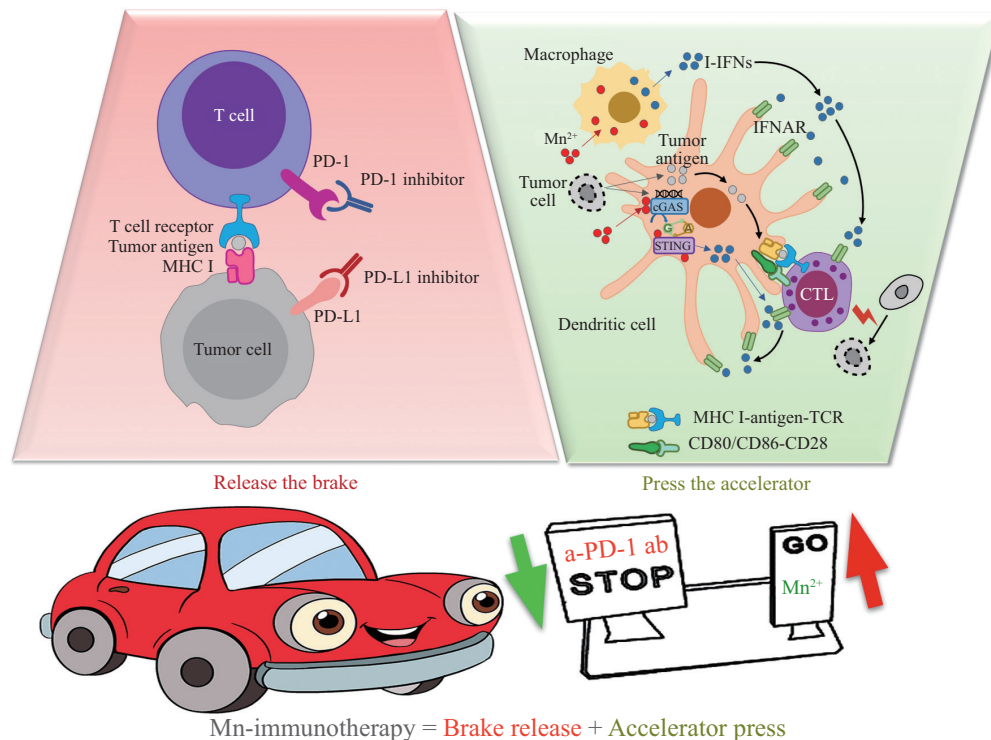 T cell
PD-1
PD-1 inhibitor
T cell receptor
Tumor antigen
MHC I
PD-L1 inhibitor
PD-L1
Tumor cell
Macrophage
I-IFNs
Mn²⁺
IFNAR
Tumor
antigen
Tumor
cell
cGAS
G
A
STING
CTL
Dendritic cell
MHC I-antigen-TCR
CD80/CD86-CD28
Release the brake
Press the accelerator
a-PD-1 ab
STOP
GO
Mn²⁺
Mn-immunotherapy = Brake release + Accelerator press